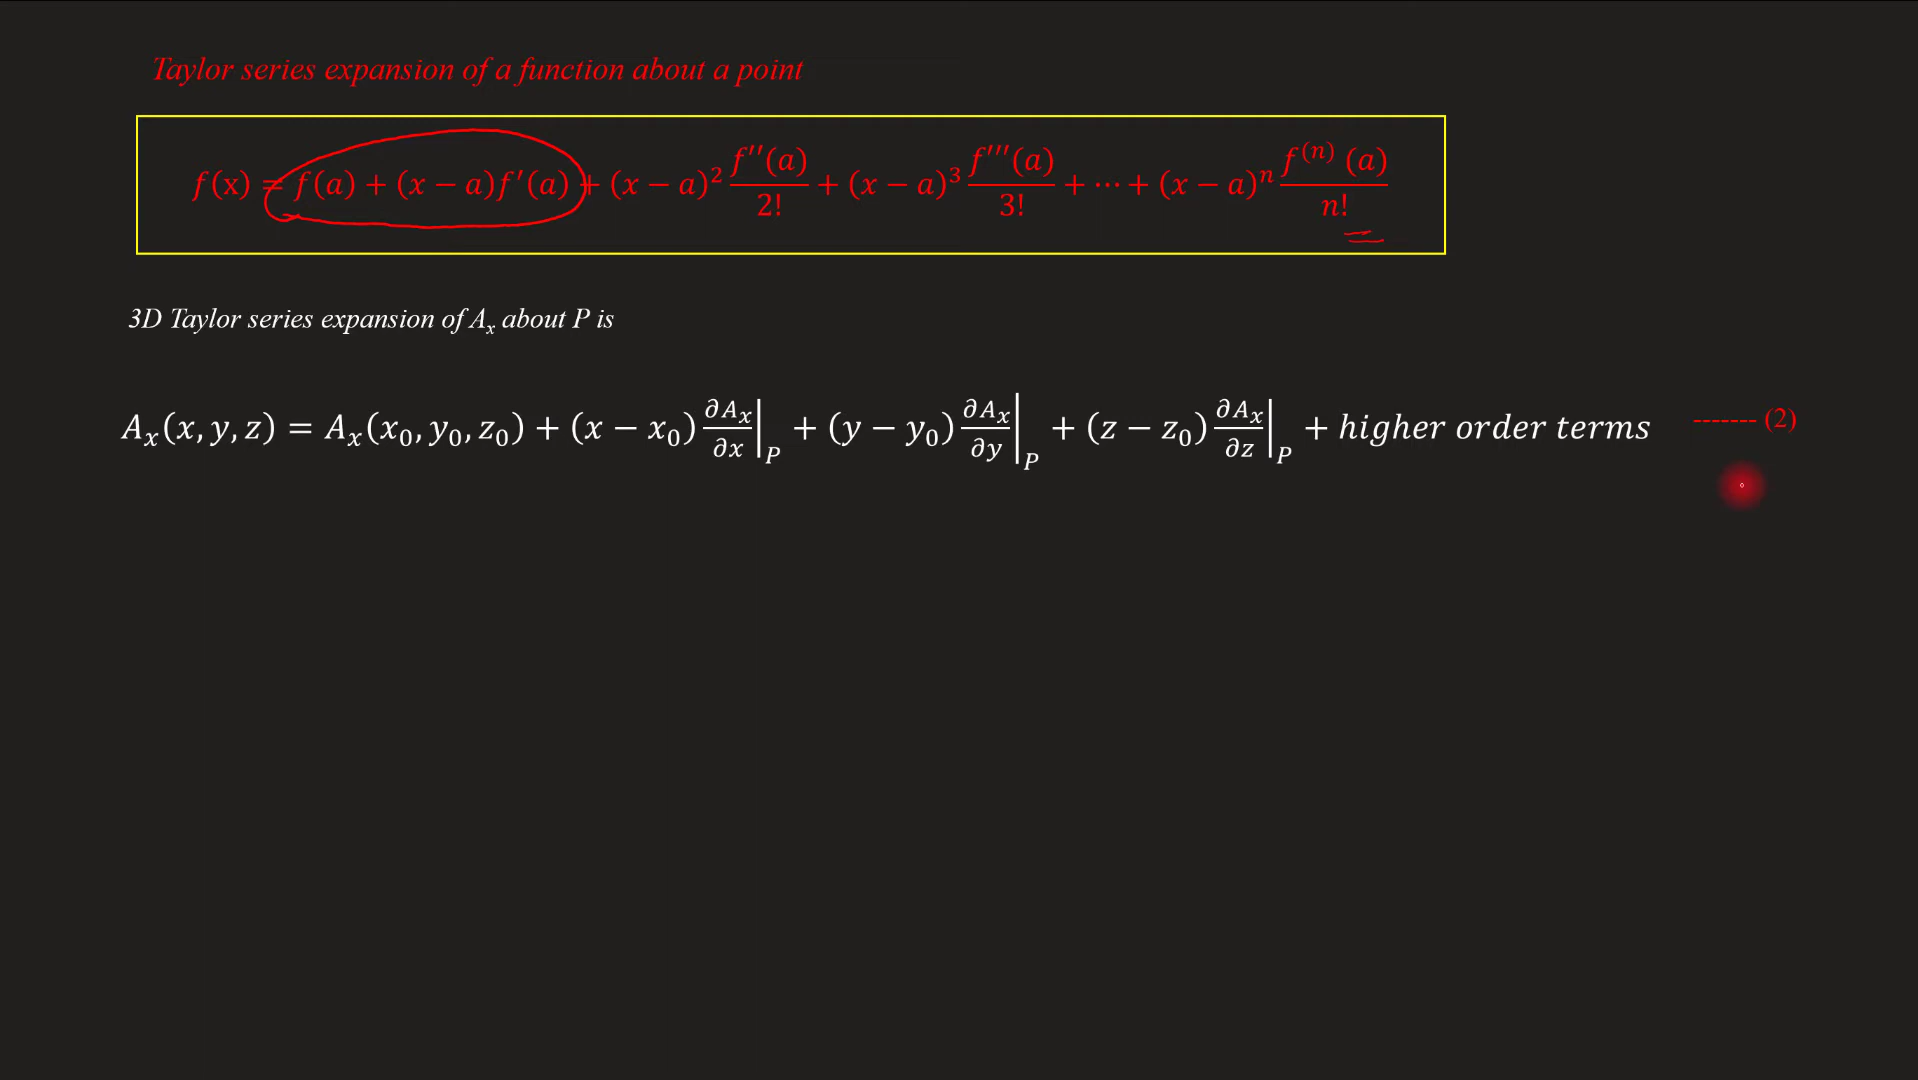 Taylor series expansion of a function about a point
f(x) = f(a) + (x − a)f′(a) + (x − a)² f′′(a)/2! + (x − a)³ f′′′(a)/3! + ⋯ + (x − a)ⁿ f⁽ⁿ⁾(a)/n!
3D Taylor series expansion of Aₓ about P is
Aₓ(x, y, z) = Aₓ(x₀, y₀, z₀) + (x − x₀) ∂Aₓ/∂x|_P + (y − y₀) ∂Aₓ/∂y|_P + (z − z₀) ∂Aₓ/∂z|_P + higher order terms ------- (2)